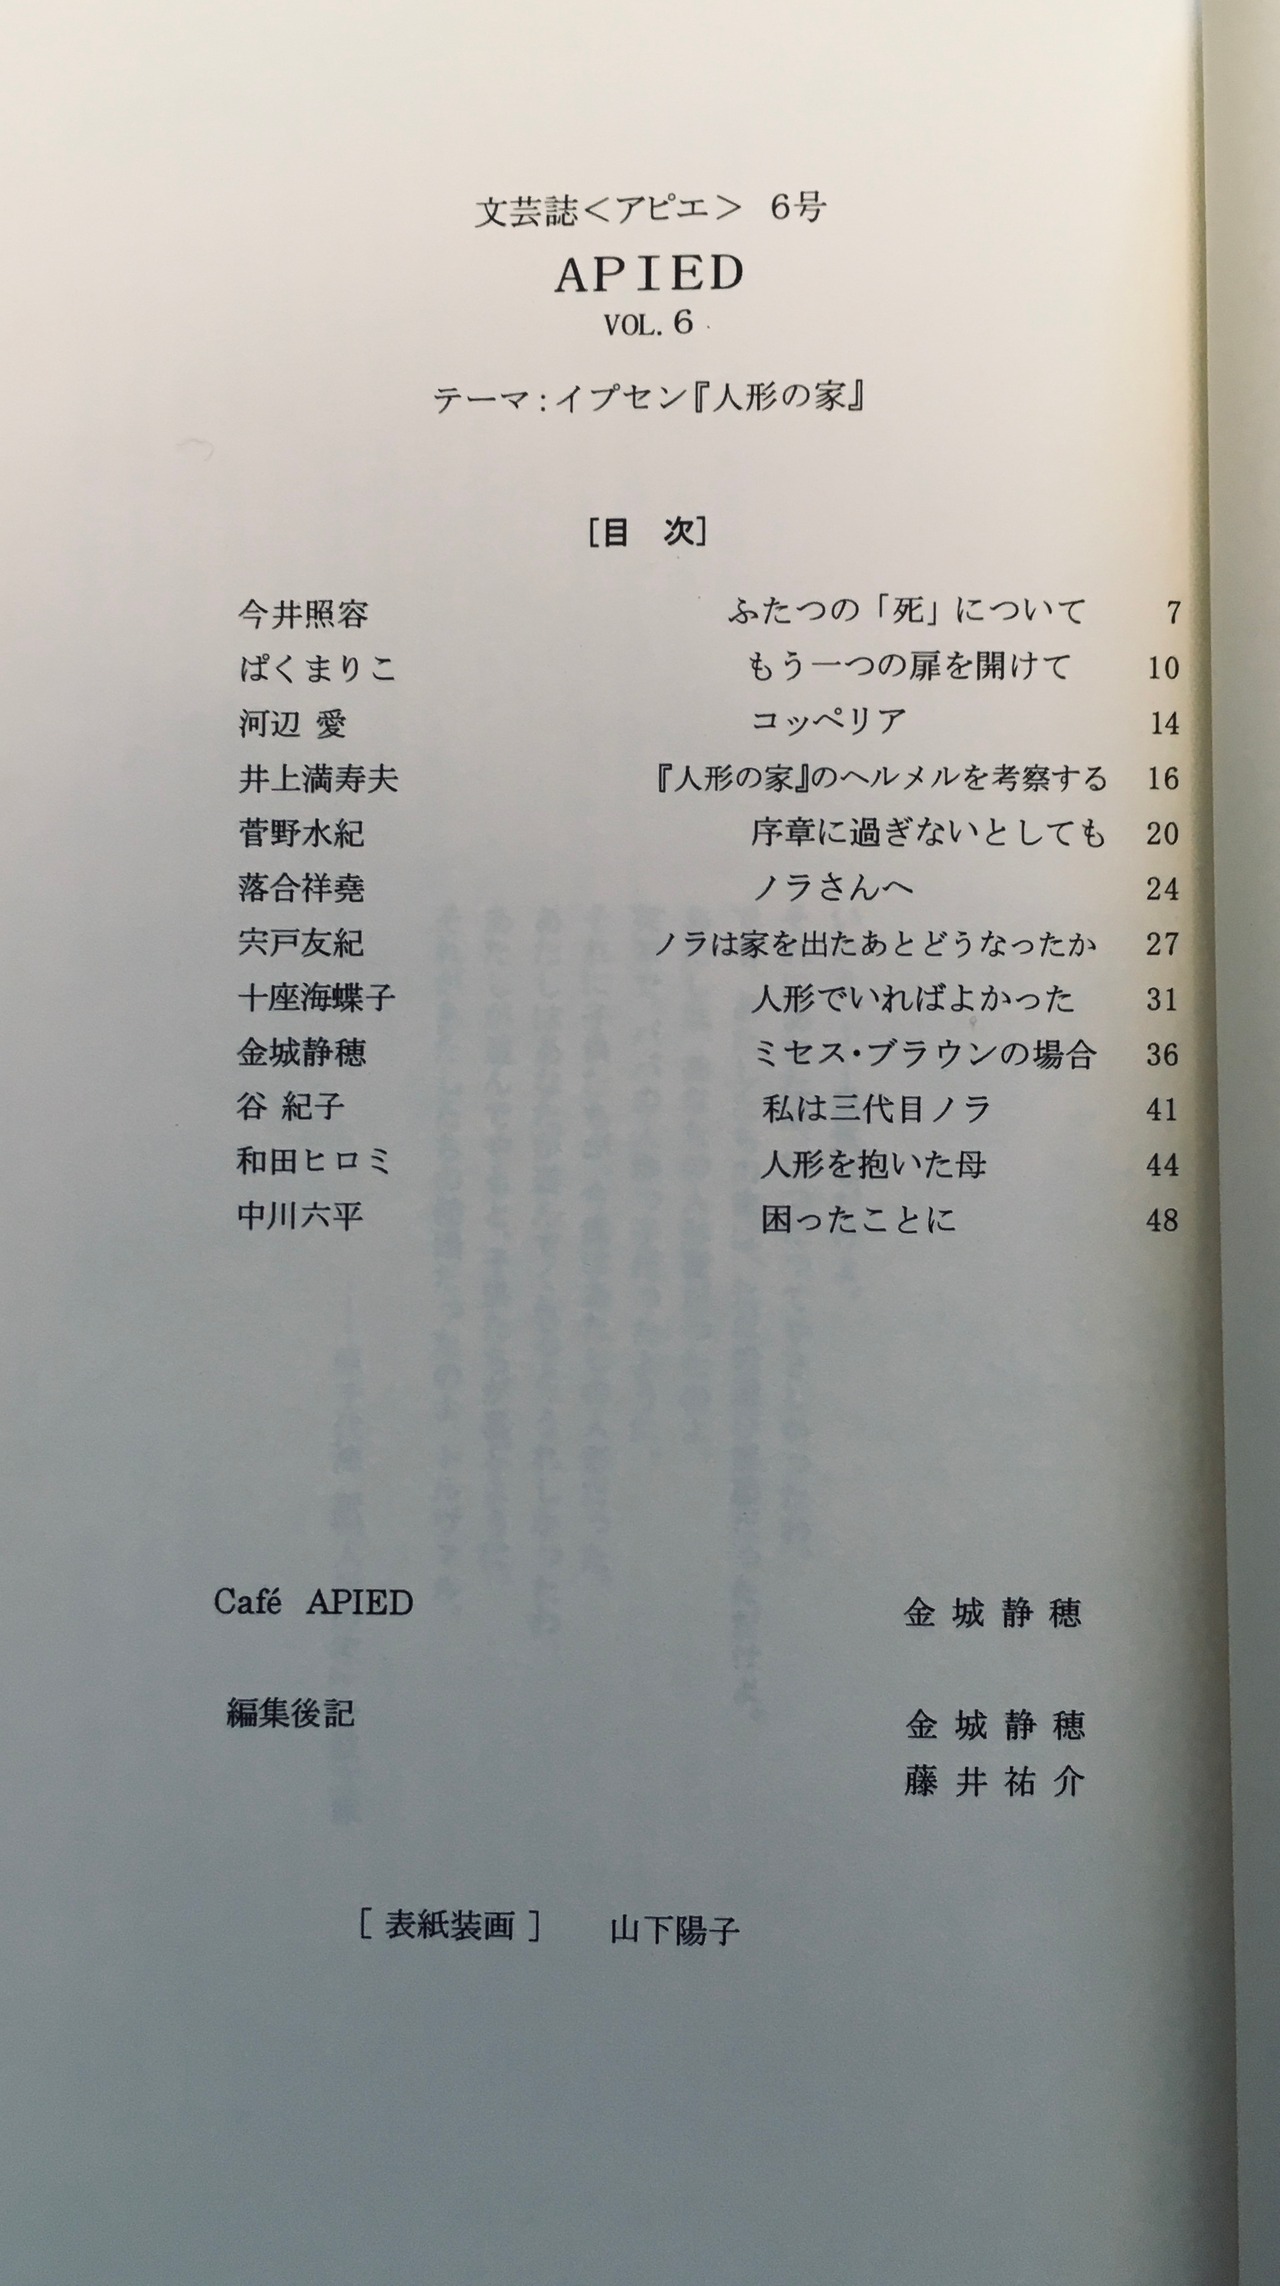 文芸誌＜アピエ＞ 6号
APIED
VOL. 6
テーマ：イプセン『人形の家』
［目　次］
今井照容　ふたつの「死」について　7
ぱくまりこ　もう一つの扉を開けて　10
河辺 愛　コッペリア　14
井上満寿夫　『人形の家』のヘルメルを考察する　16
菅野水紀　序章に過ぎないとしても　20
落合祥堯　ノラさんへ　24
宍戸友紀　ノラは家を出たあとどうなったか　27
十座海蝶子　人形でいればよかった　31
金城静穂　ミセス・ブラウンの場合　36
谷 紀子　私は三代目ノラ　41
和田ヒロミ　人形を抱いた母　44
中川六平　困ったことに　48
Café APIED　金城静穂
編集後記　金城静穂
藤井祐介
［表紙装画］　山下陽子